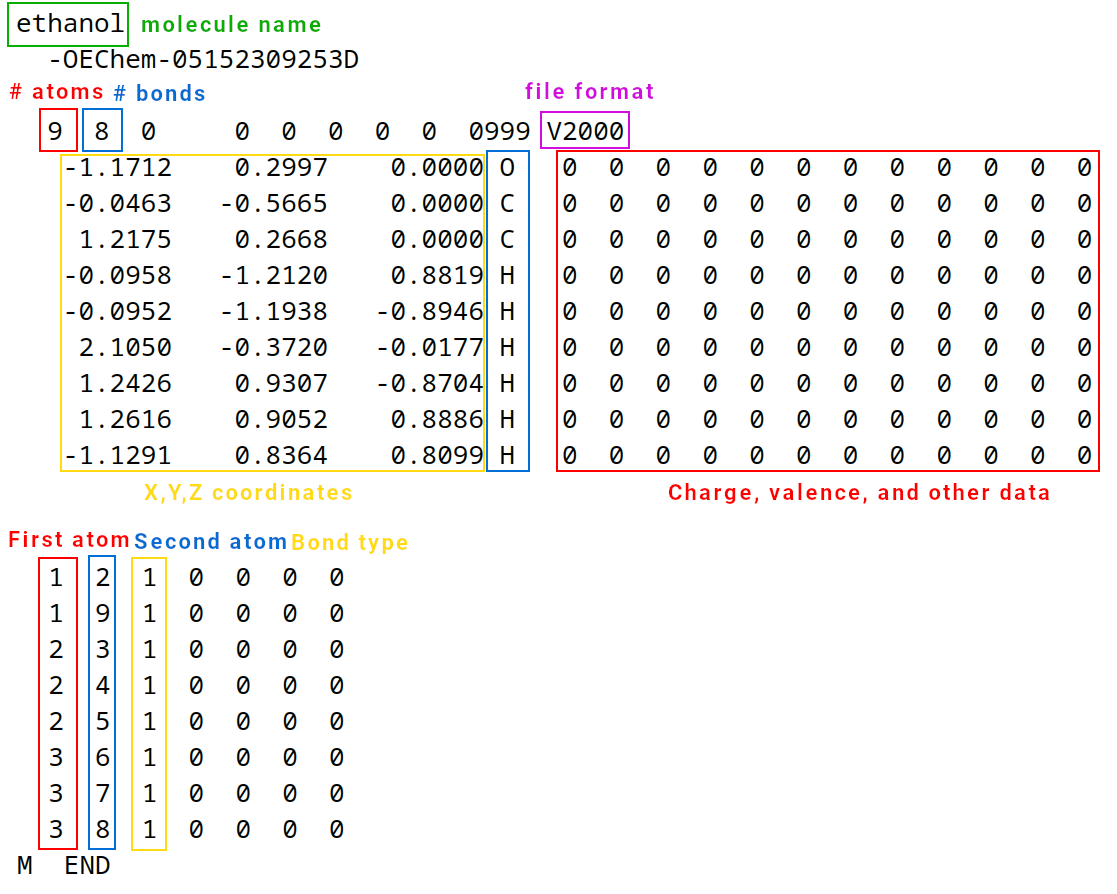 ethanol molecule name
-OEChem-05152309253D
# atoms # bonds file format
9 8 0 0 0 0 0 0 0999 V2000
-1.1712 0.2997 0.0000 O 0 0 0 0 0 0 0 0 0 0 0 0
-0.0463 -0.5665 0.0000 C 0 0 0 0 0 0 0 0 0 0 0 0
1.2175 0.2668 0.0000 C 0 0 0 0 0 0 0 0 0 0 0 0
-0.0958 -1.2120 0.8819 H 0 0 0 0 0 0 0 0 0 0 0 0
-0.0952 -1.1938 -0.8946 H 0 0 0 0 0 0 0 0 0 0 0 0
2.1050 -0.3720 -0.0177 H 0 0 0 0 0 0 0 0 0 0 0 0
1.2426 0.9307 -0.8704 H 0 0 0 0 0 0 0 0 0 0 0 0
1.2616 0.9052 0.8886 H 0 0 0 0 0 0 0 0 0 0 0 0
-1.1291 0.8364 0.8099 H 0 0 0 0 0 0 0 0 0 0 0 0
X,Y,Z coordinates Charge, valence, and other data
First atom Second atom Bond type
1 2 1 0 0 0 0
1 9 1 0 0 0 0
2 3 1 0 0 0 0
2 4 1 0 0 0 0
2 5 1 0 0 0 0
3 6 1 0 0 0 0
3 7 1 0 0 0 0
3 8 1 0 0 0 0
M END